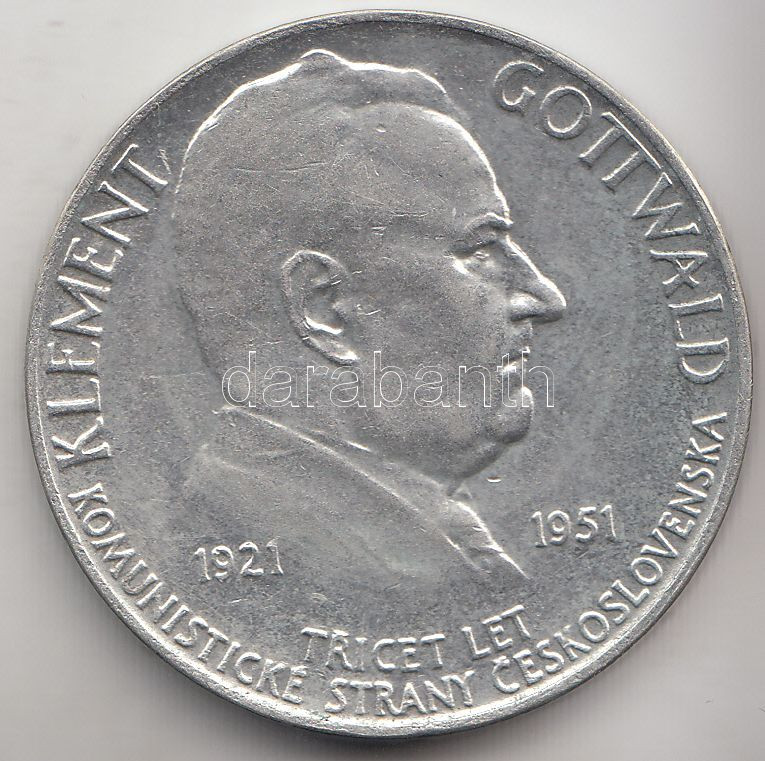 KLEMENT GOTTWALD
1921 1951
TŘICET LET
KOMUNISTICKÉ STRANY ČESKOSLOVENSKA
darabanth